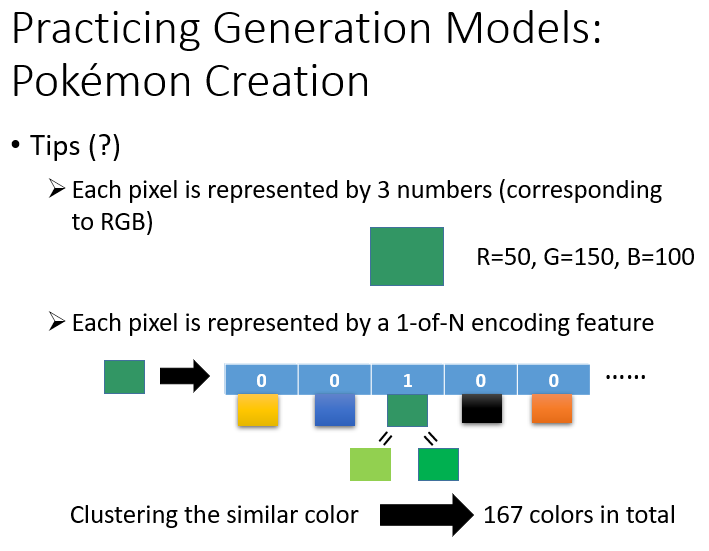 Practicing Generation Models:
Pokémon Creation
• Tips (?)
➢ Each pixel is represented by 3 numbers (corresponding
to RGB)
R=50, G=150, B=100
➢ Each pixel is represented by a 1-of-N encoding feature
0 0 1 0 0 ……
= =
Clustering the similar color 167 colors in total